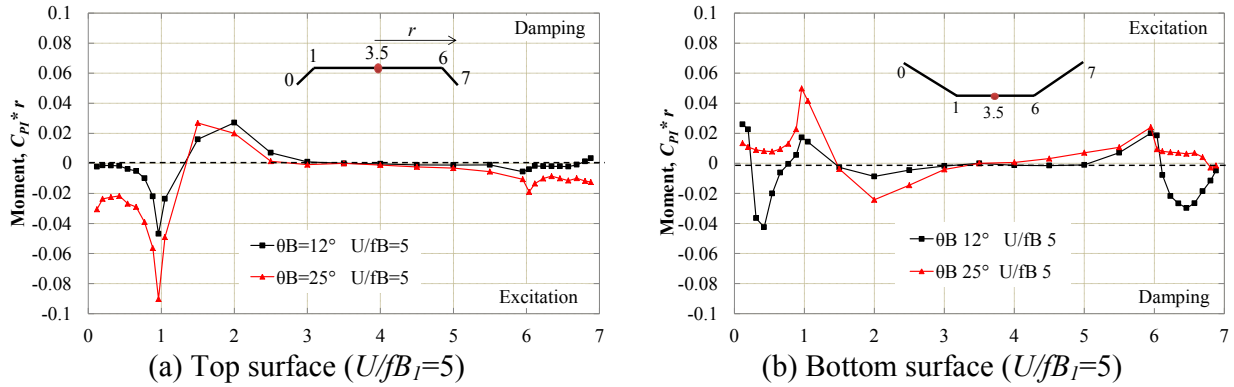 0.1
0.08
0.06
0.04
0.02
0
-0.02
-0.04
-0.06
-0.08
-0.1
Moment, C_PI* r
Damping
r
1 3.5 6
0 7
θB=12° U/fB=5
θB=25° U/fB=5
Excitation
0 1 2 3 4 5 6 7
(a) Top surface (U/fB_I=5)
0.1
0.08
0.06
0.04
0.02
0
-0.02
-0.04
-0.06
-0.08
-0.1
Moment, C_PI* r
Excitation
0 7
1 3.5 6
θB 12° U/fB 5
θB 25° U/fB 5
Damping
0 1 2 3 4 5 6 7
(b) Bottom surface (U/fB_I=5)